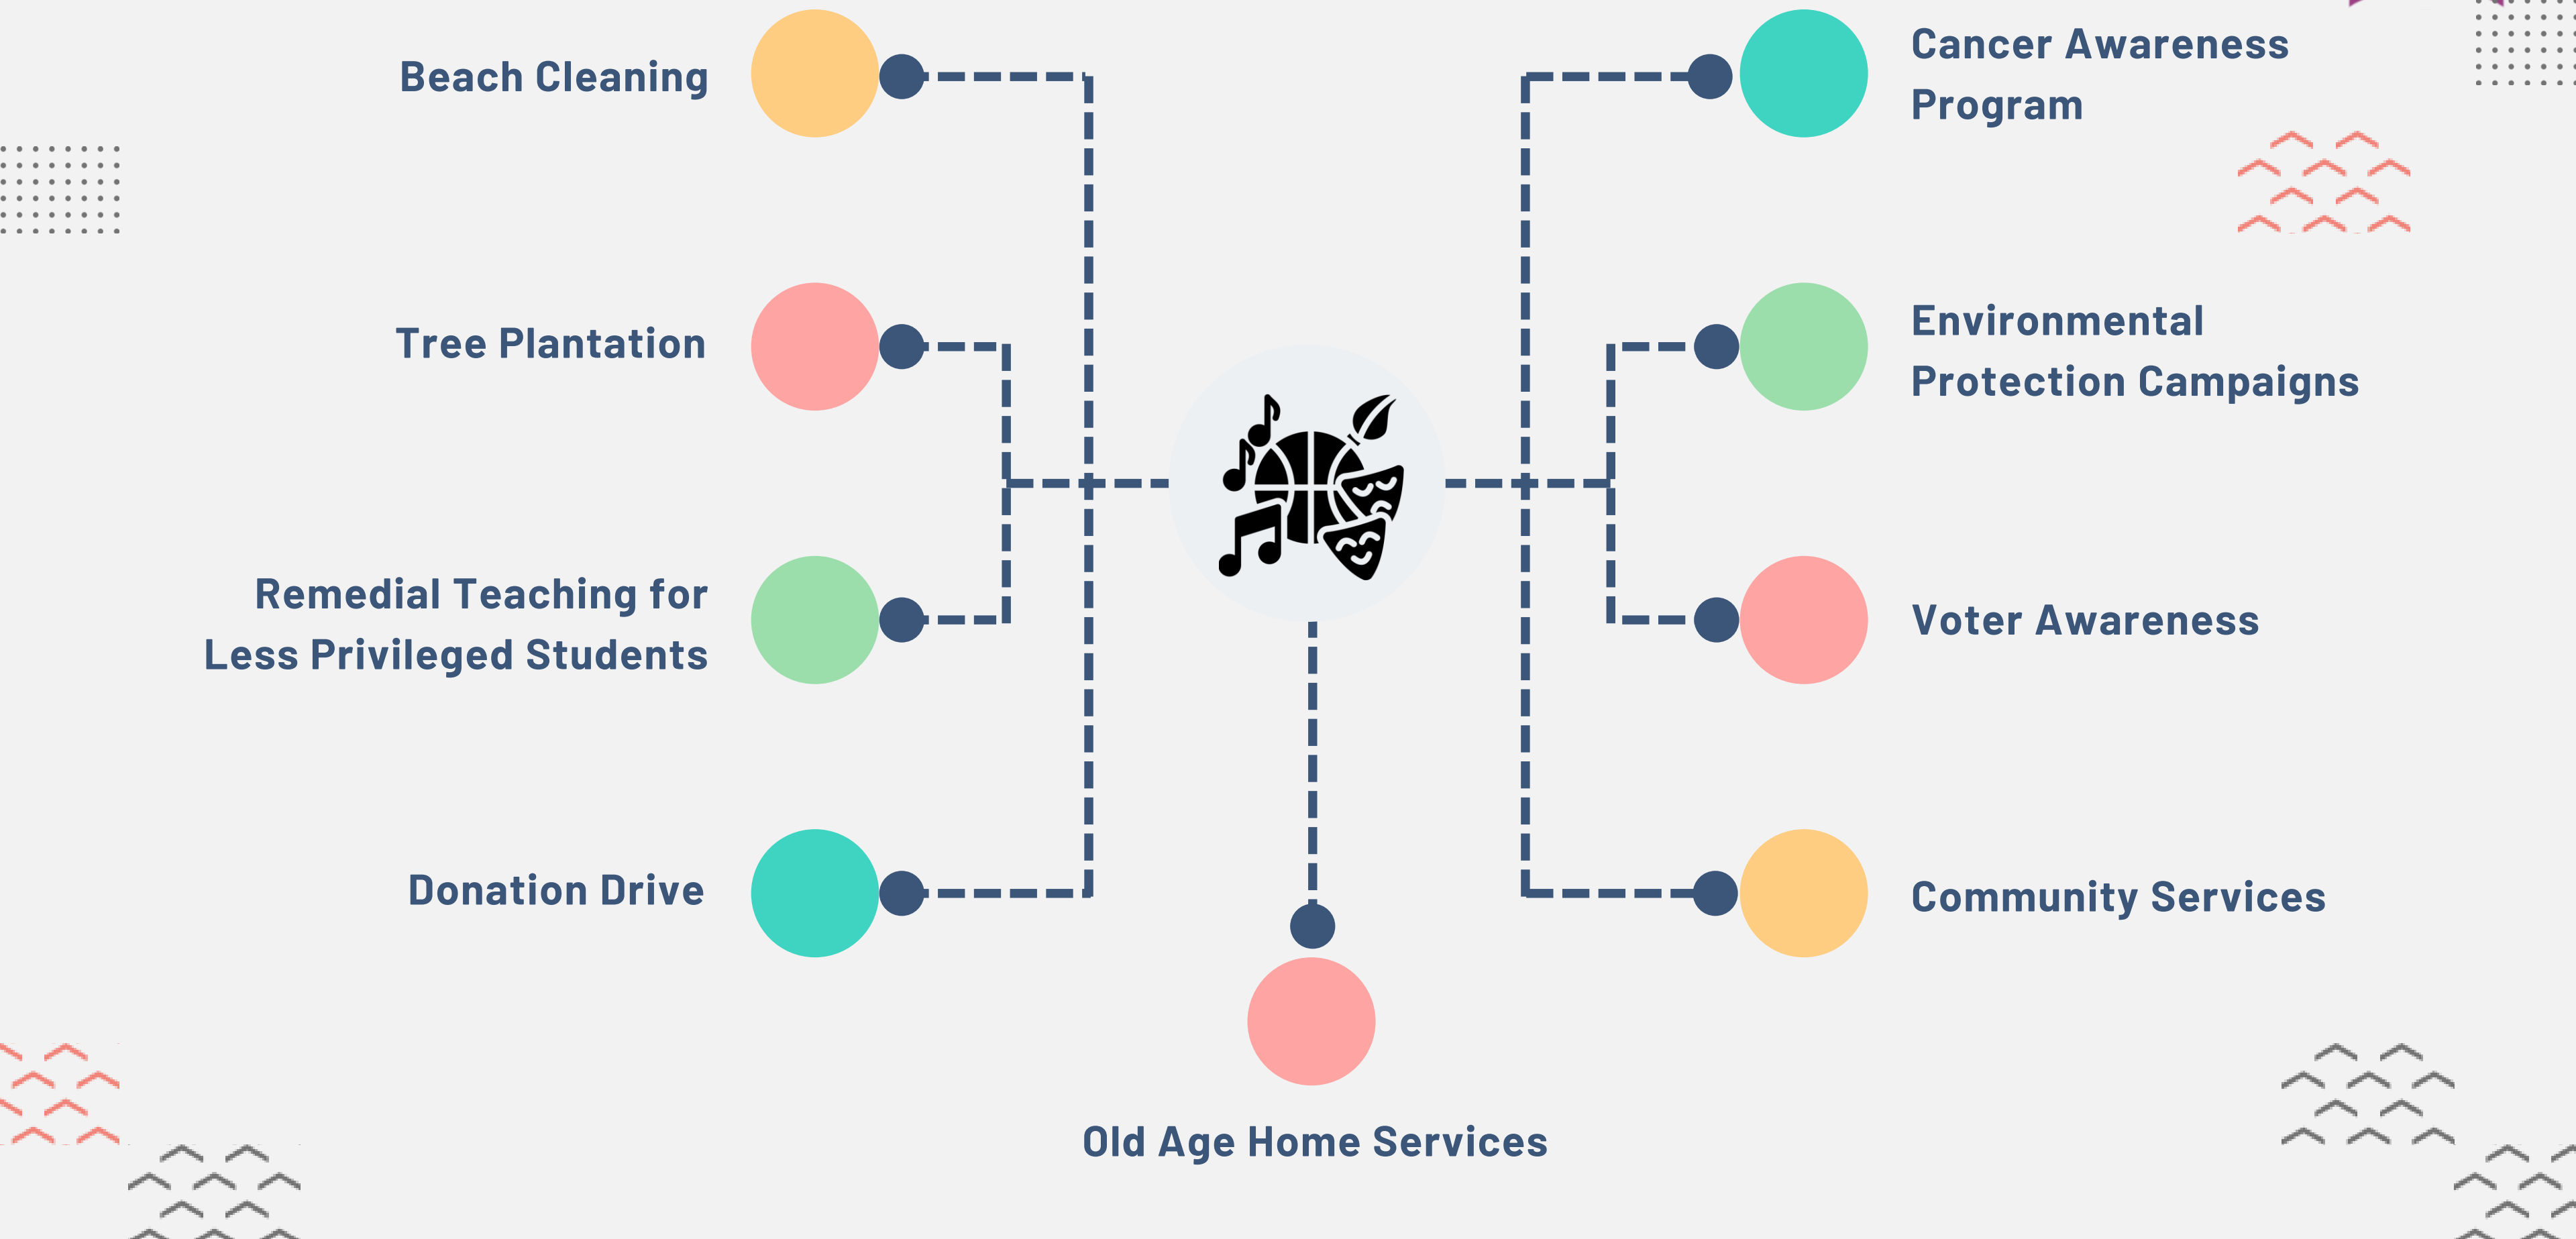 Beach Cleaning
Tree Plantation
Remedial Teaching for
Less Privileged Students
Donation Drive
Cancer Awareness
Program
Environmental
Protection Campaigns
Voter Awareness
Community Services
Old Age Home Services